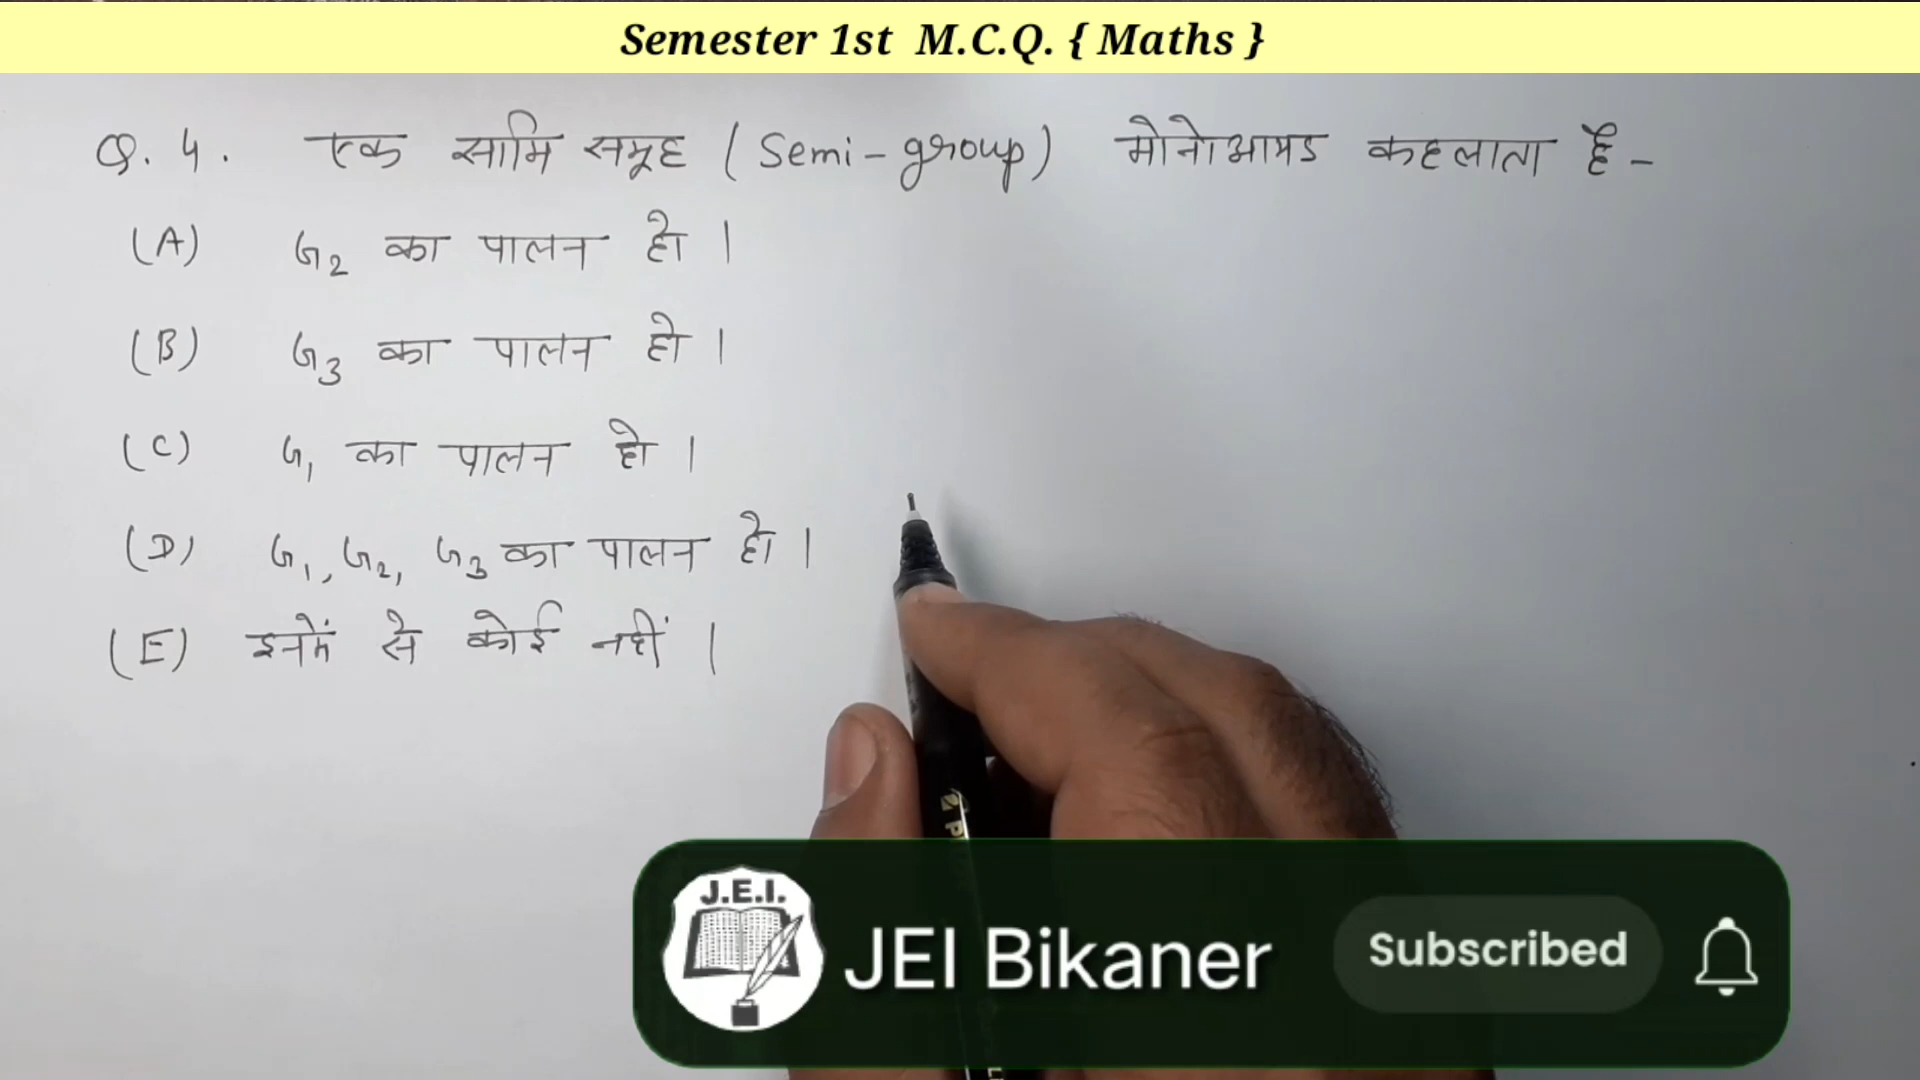 Semester 1st M.C.Q. { Maths }
Q. 4. एक सामि समूह (Semi-group) मोनोआयड कहलाता है -
(A) G₂ का पालन हो ।
(B) G₃ का पालन हो ।
(C) G₁ का पालन हो ।
(D) G₁, G₂, G₃ का पालन हो ।
(E) इनमें से कोई नहीं ।
J.E.I.
JEI Bikaner
Subscribed